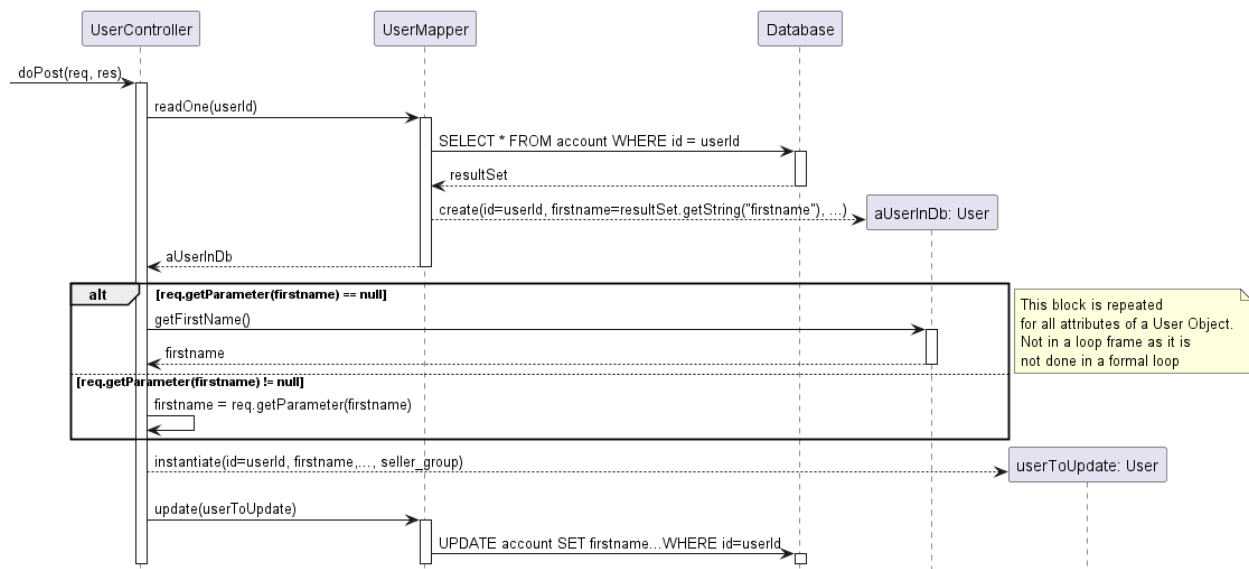 UserController
UserMapper
Database
doPost(req, res)
readOne(userId)
SELECT * FROM account WHERE id = userId
resultSet
create(id=userId, firstname=resultSet.getString("firstname"), ...)
aUserInDb: User
aUserInDb
alt
[req.getParameter(firstname) == null]
This block is repeated
for all attributes of a User Object.
Not in a loop frame as it is
not done in a formal loop
getFirstName()
firstname
[req.getParameter(firstname) != null]
firstname = req.getParameter(firstname)
instantiate(id=userId, firstname,..., seller_group)
userToUpdate: User
update(userToUpdate)
UPDATE account SET firstname...WHERE id=userId